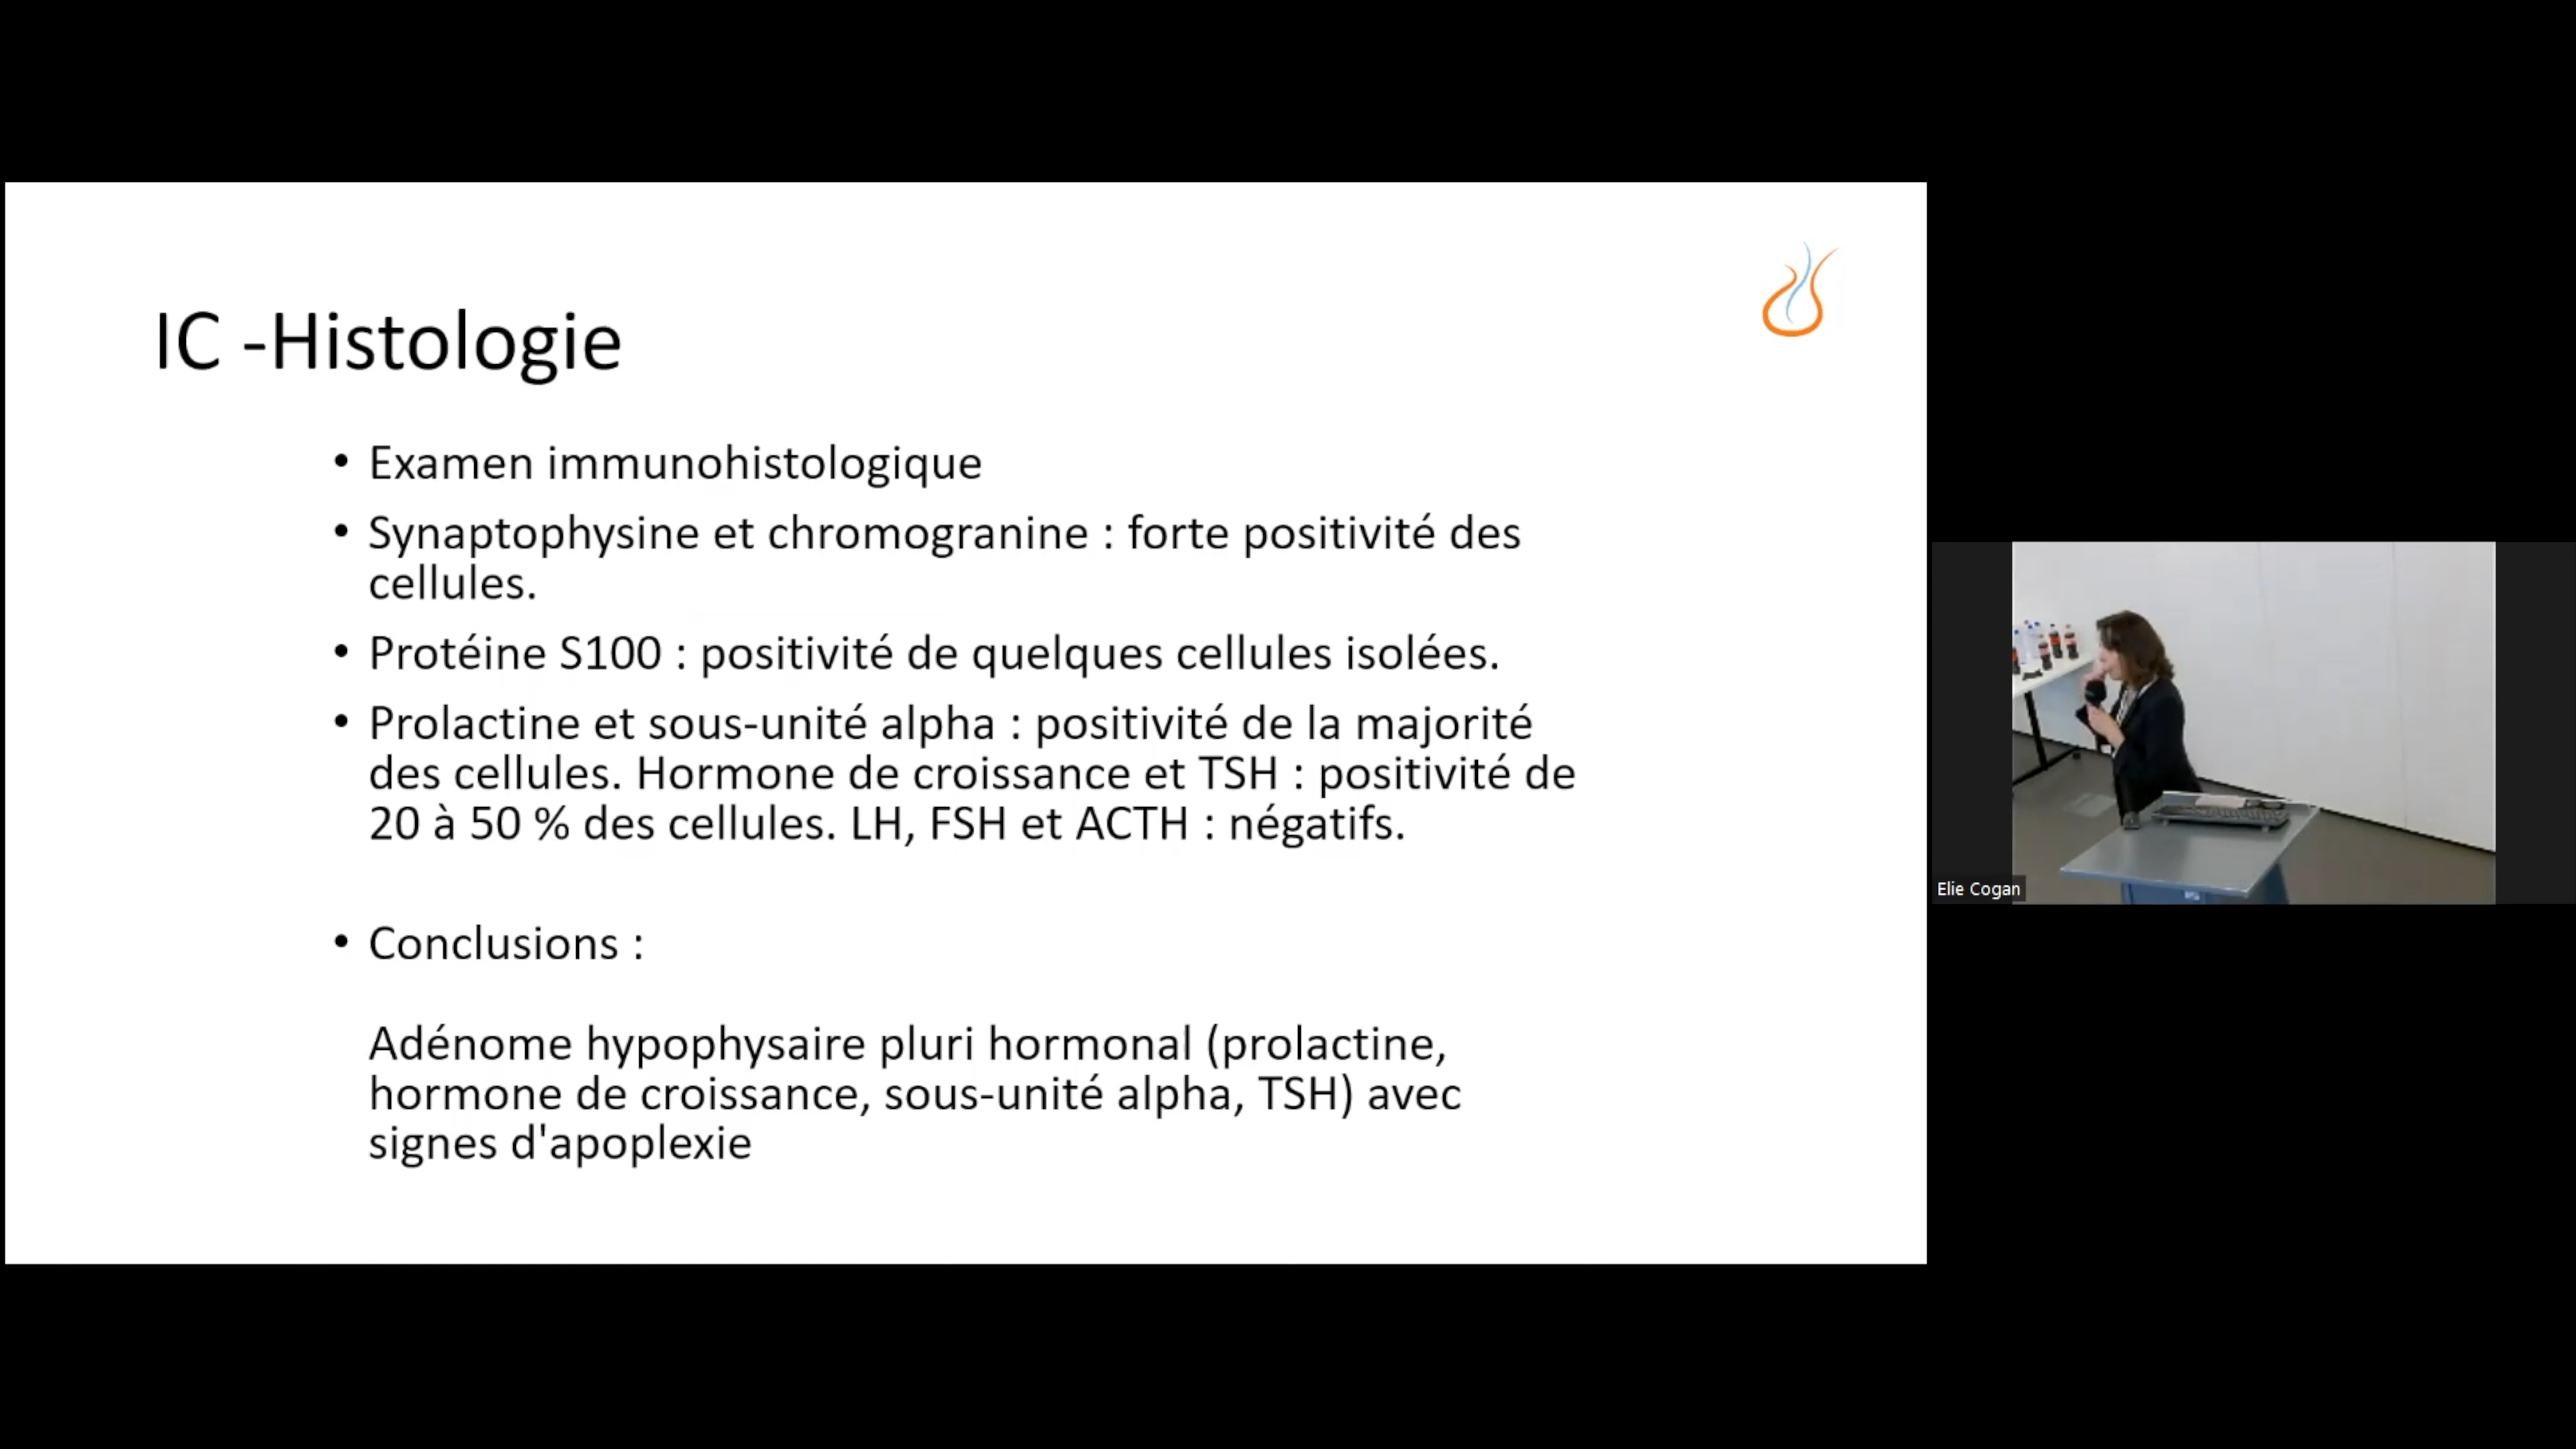 IC -Histologie
• Examen immunohistologique
• Synaptophysine et chromogranine : forte positivité des
cellules.
• Protéine S100 : positivité de quelques cellules isolées.
• Prolactine et sous-unité alpha : positivité de la majorité
des cellules. Hormone de croissance et TSH : positivité de
20 à 50 % des cellules. LH, FSH et ACTH : négatifs.
• Conclusions :
Adénome hypophysaire pluri hormonal (prolactine,
hormone de croissance, sous-unité alpha, TSH) avec
signes d'apoplexie
Elie Cogan